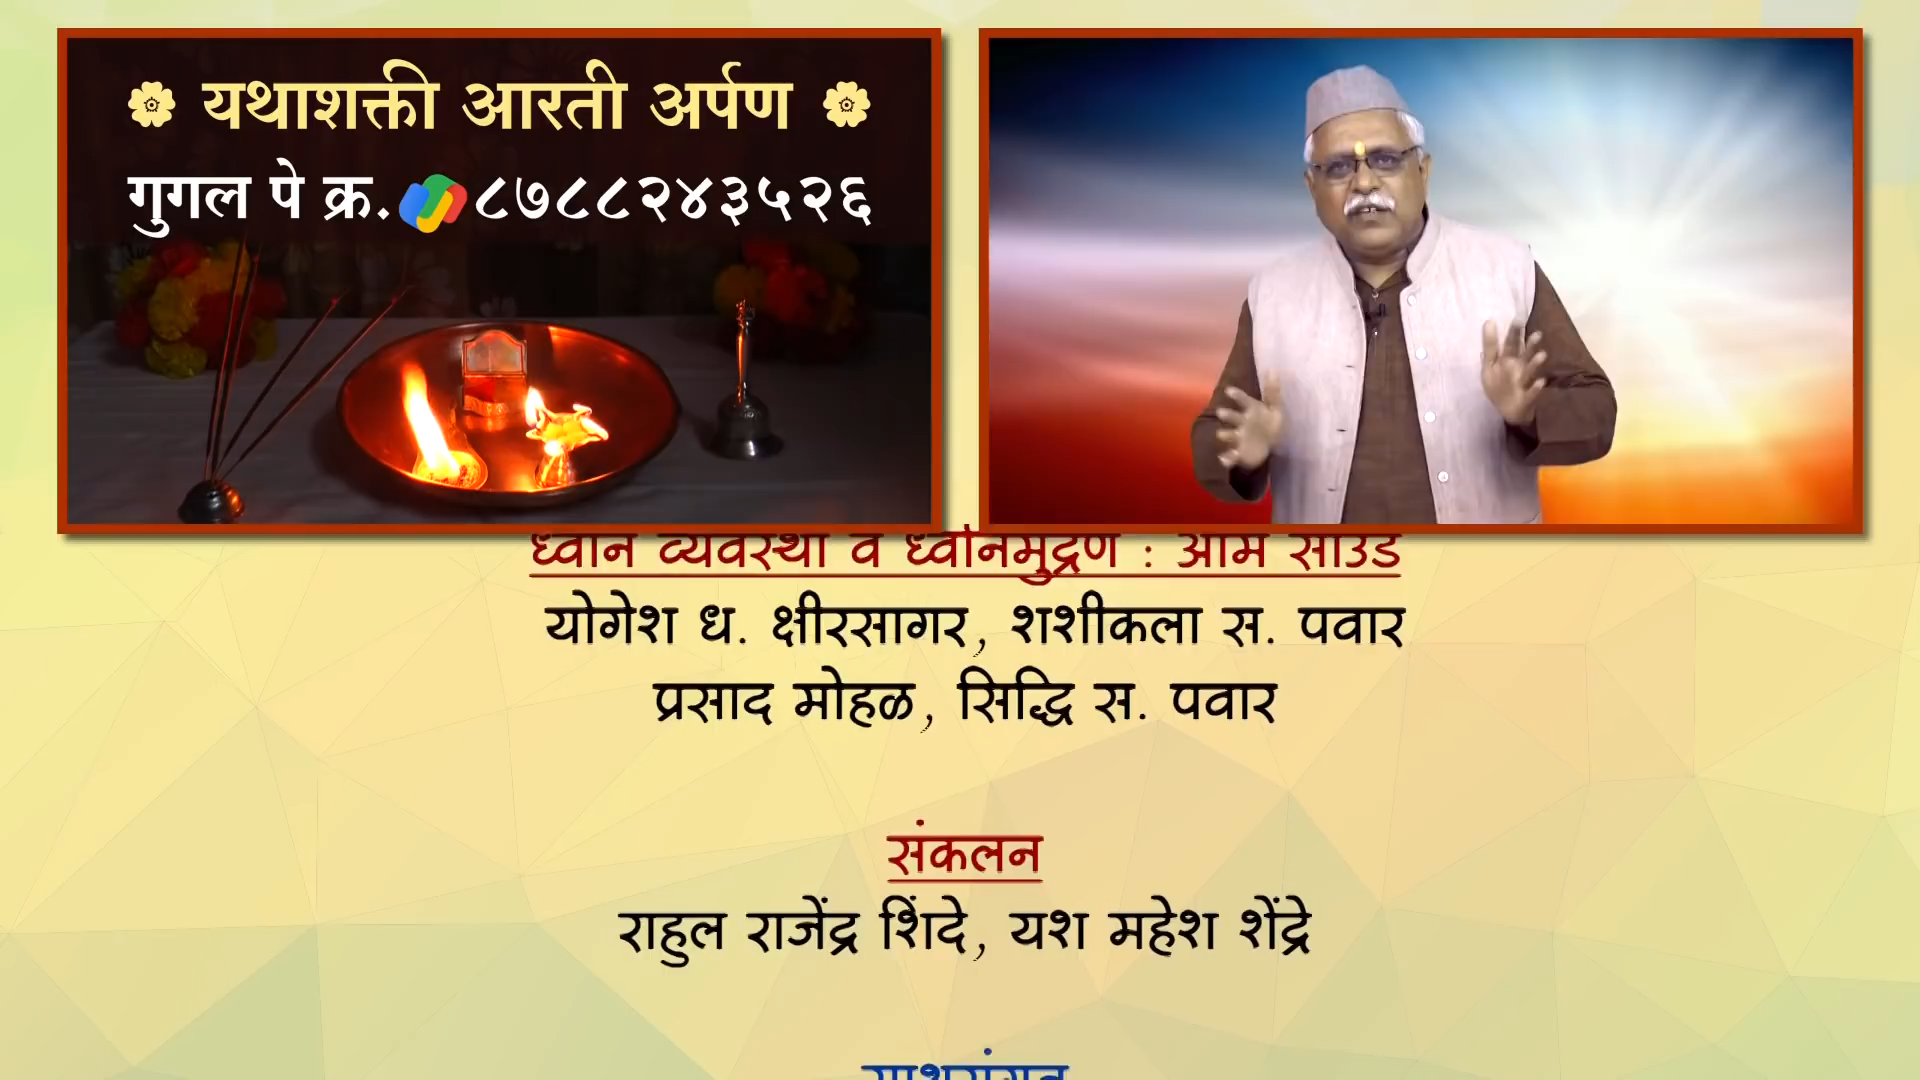 यथाशक्ती आरती अर्पण
गुगल पे क्र. ८७८८२४३५२६
ध्वनि व्यवस्था व ध्वनिमुद्रण : ओम साउंड
योगेश ध. क्षीरसागर, शशीकला स. पवार
प्रसाद मोहळ, सिद्धि स. पवार
संकलन
राहुल राजेंद्र शिंदे, यश महेश शेंद्रे